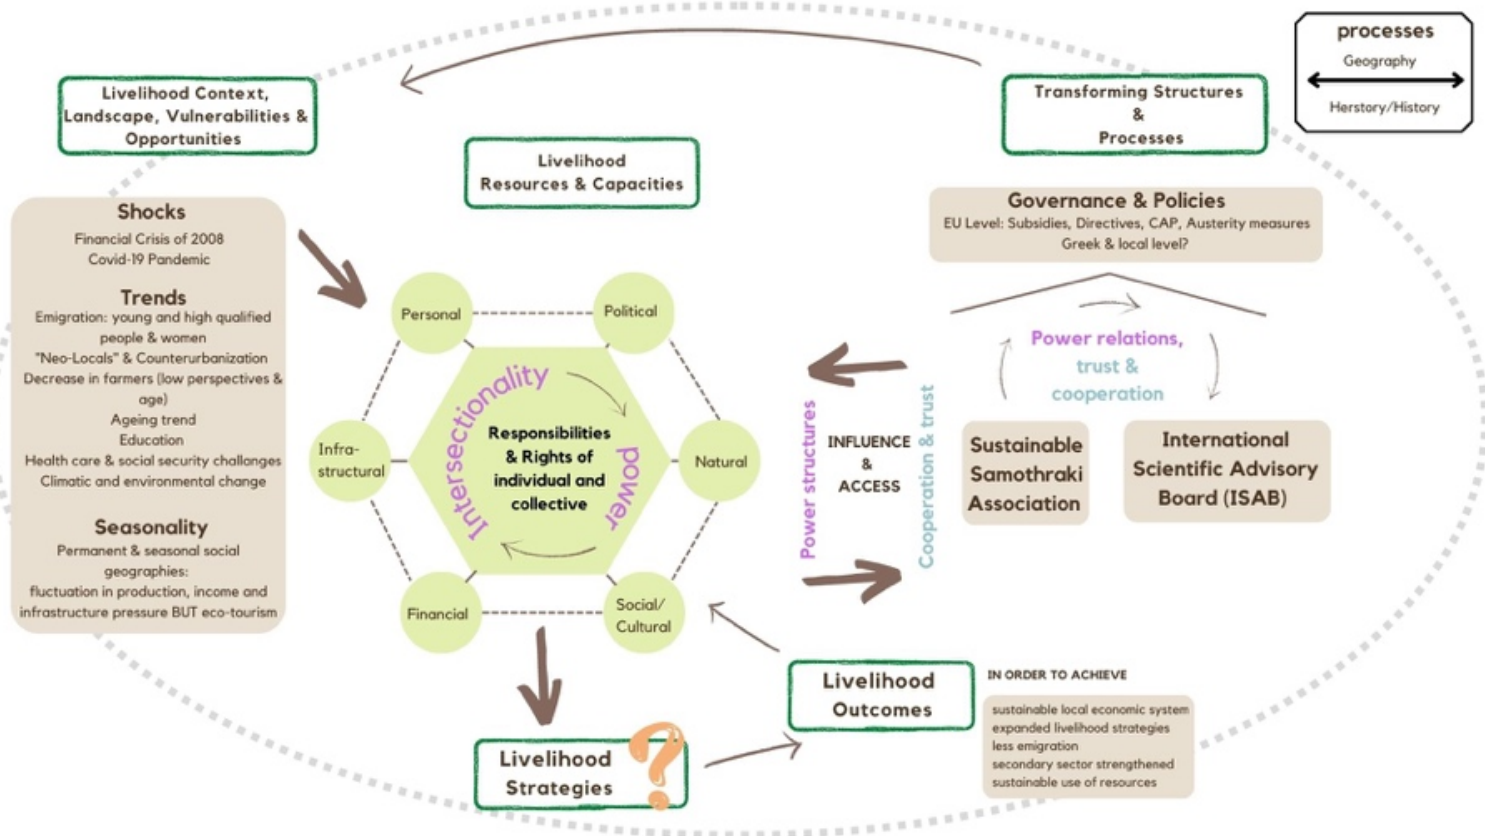 processes
Geography
Herstory/History
Livelihood Context,
Landscape, Vulnerabilities &
Opportunities
Livelihood
Resources & Capacities
Transforming Structures
&
Processes
Shocks
Financial Crisis of 2008
Covid-19 Pandemic
Trends
Emigration: young and high qualified
people & women
"Neo-Locals" & Counterurbanization
Decrease in farmers (low perspectives &
age)
Ageing trend
Education
Health care & social security challanges
Climatic and environmental change
Seasonality
Permanent & seasonal social
geographies:
fluctuation in production, income and
infrastructure pressure BUT eco-tourism
Personal
Political
Infra-
structural
Natural
Financial
Social/
Cultural
Intersectionality
power
Responsibilities
& Rights of
individual and
collective
Power structures
INFLUENCE
&
ACCESS
Cooperation & trust
Governance & Policies
EU Level: Subsidies, Directives, CAP, Austerity measures
Greek & local level?
Power relations,
trust &
cooperation
Sustainable
Samothraki
Association
International
Scientific Advisory
Board (ISAB)
Livelihood
Strategies
?
Livelihood
Outcomes
IN ORDER TO ACHIEVE
sustainable local economic system
expanded livelihood strategies
less emigration
secondary sector strengthened
sustainable use of resources